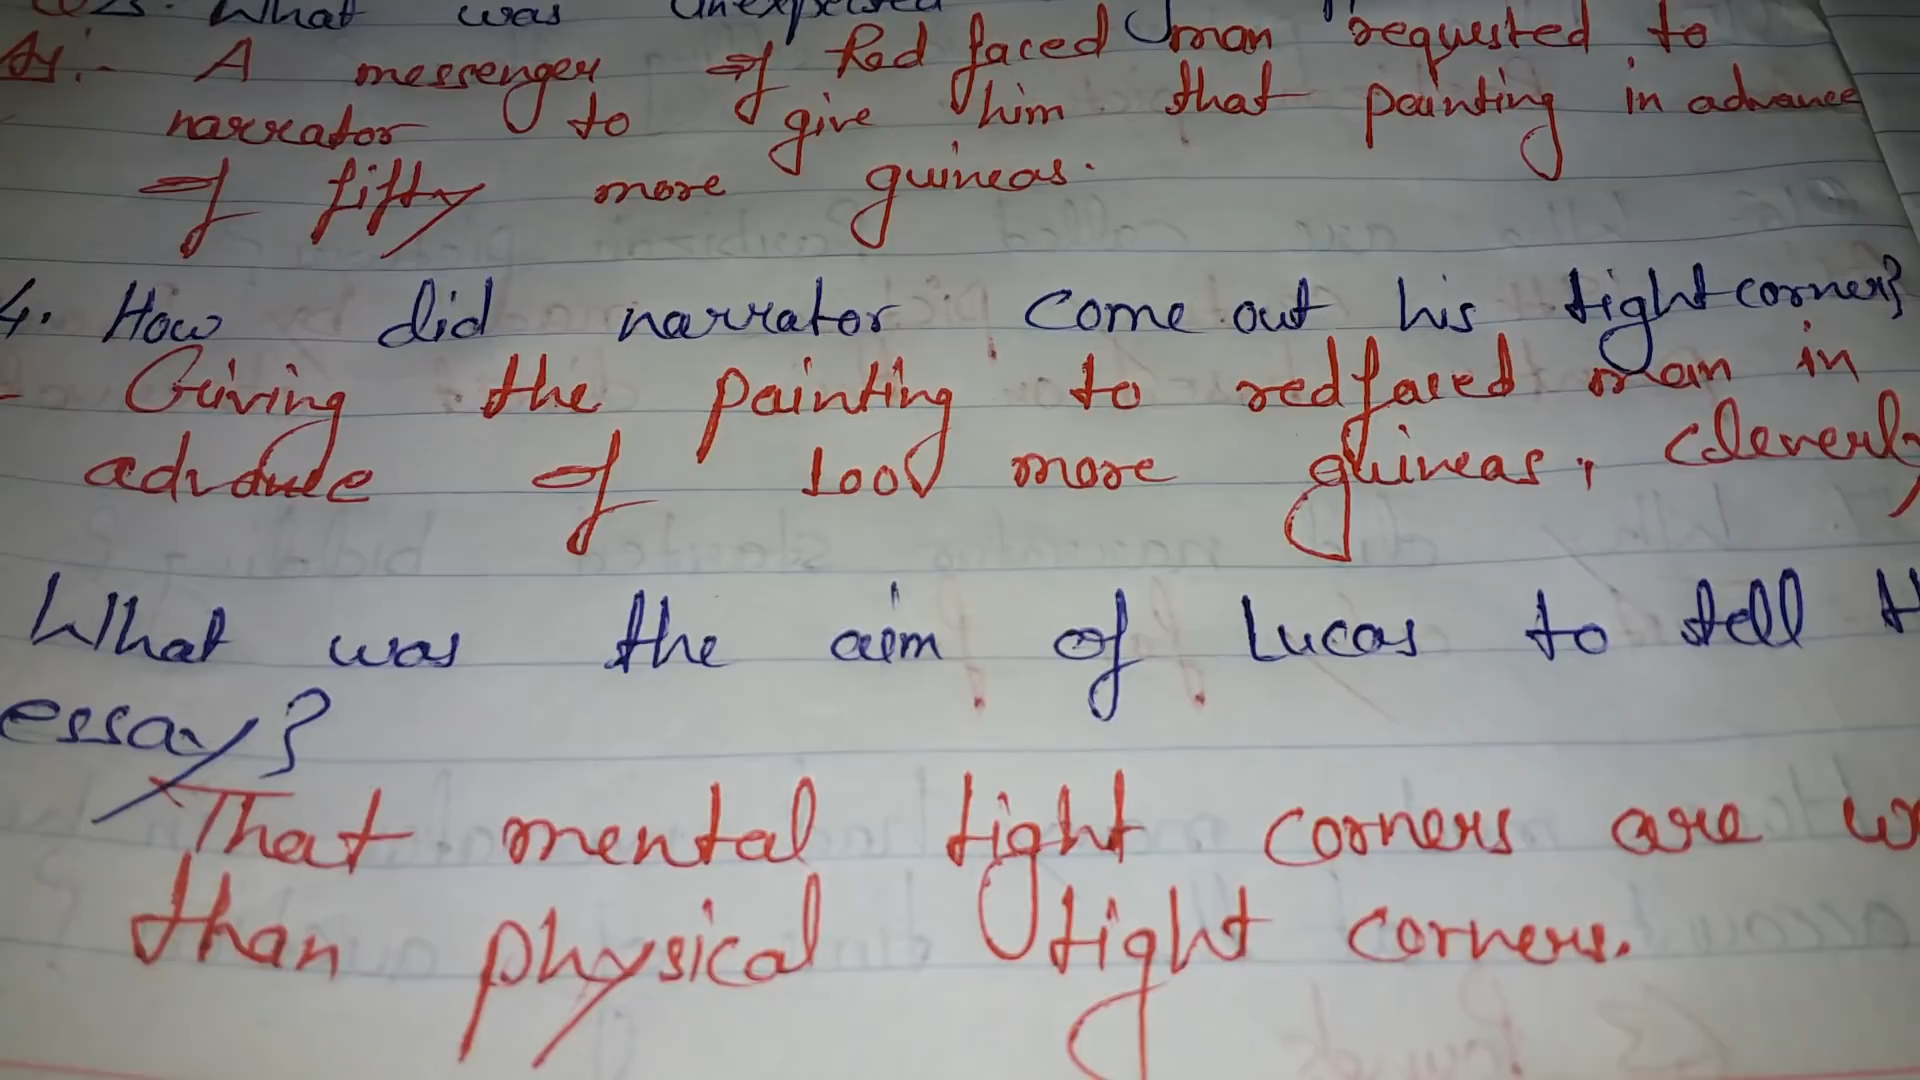 What was unexpected
A messenger of Red faced man requested to
narrator to give him that painting in advance
of fifty more guineas.
4. How did narrator come out his tight corner?
- Giving the painting to redfaced man in
advance of 100 more guineas, cleverly
What was the aim of Lucas to tell
essay?
That mental tight corners are
than physical tight corners.